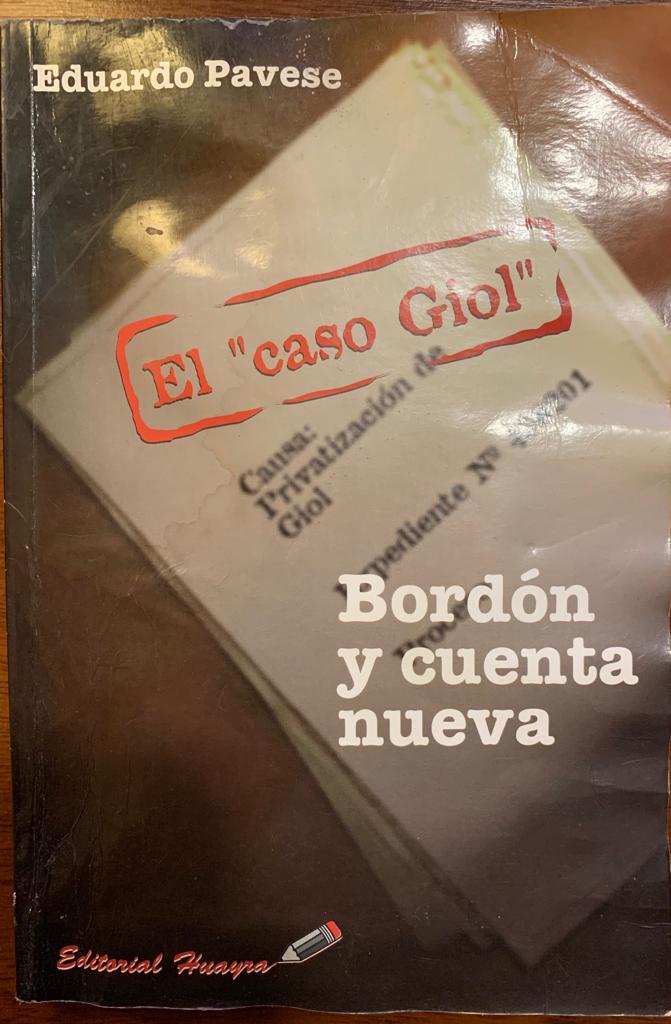 Eduardo Pavese
El "caso Giol"
Causa:
Privatización de
Giol
Expediente Nº
Bordón
y cuenta
nueva
Editorial Huayra